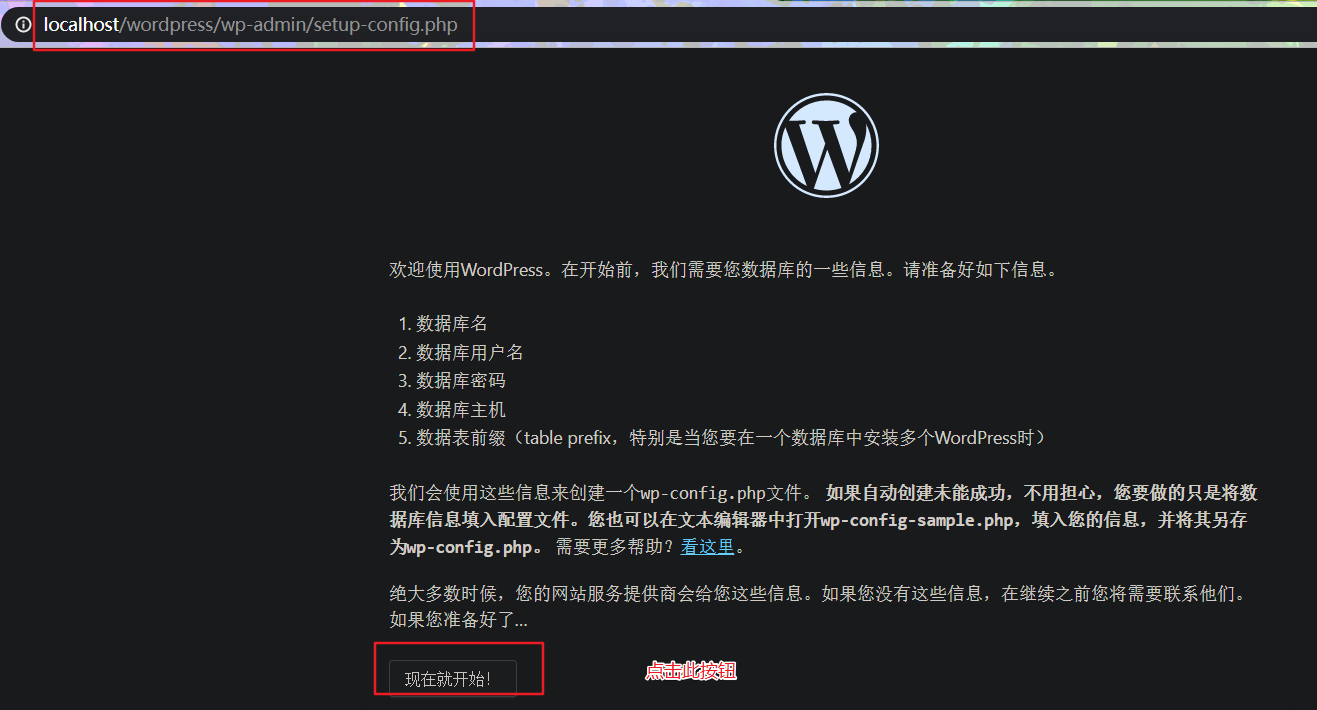 localhost/wordpress/wp-admin/setup-config.php
欢迎使用WordPress。在开始前，我们需要您数据库的一些信息。请准备好如下信息。
1. 数据库名
2. 数据库用户名
3. 数据库密码
4. 数据库主机
5. 数据表前缀（table prefix，特别是当您要在一个数据库中安装多个WordPress时）
我们会使用这些信息来创建一个wp-config.php文件。 如果自动创建未能成功，不用担心，您要做的只是将数
据库信息填入配置文件。您也可以在文本编辑器中打开wp-config-sample.php，填入您的信息，并将其另存
为wp-config.php。 需要更多帮助？看这里。
绝大多数时候，您的网站服务提供商会给您这些信息。如果您没有这些信息，在继续之前您将需要联系他们。
如果您准备好了…
现在就开始！ 点击此按钮